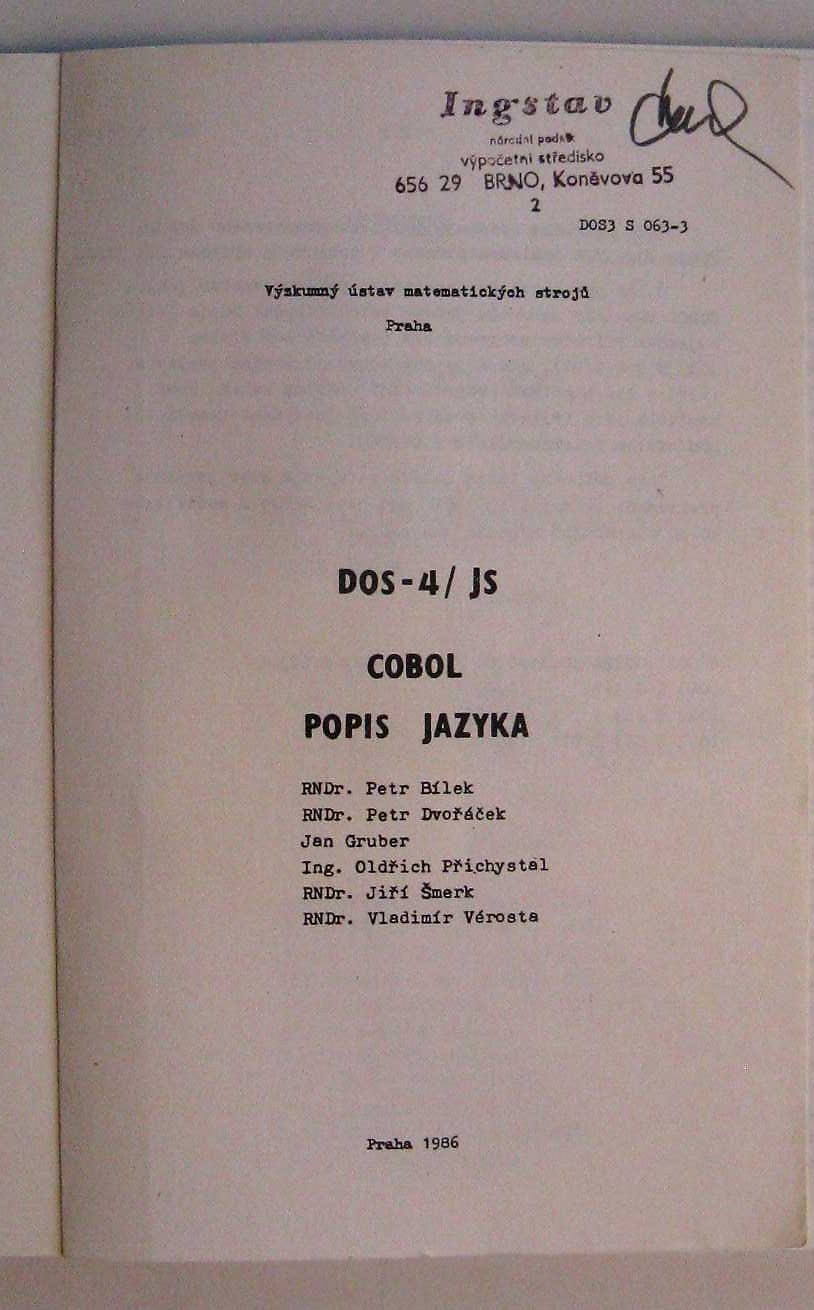 Ingstav
národní podnik
výpočetní středisko
656 29 BRNO, Koněvova 55
2
DOS3 S 063-3
Výzkumný ústav matematických strojů
Praha
DOS-4/ JS
COBOL
POPIS JAZYKA
RNDr. Petr Bílek
RNDr. Petr Dvořáček
Jan Gruber
Ing. Oldřich Přichystal
RNDr. Jiří Šmerk
RNDr. Vladimír Vérosta
Praha 1986